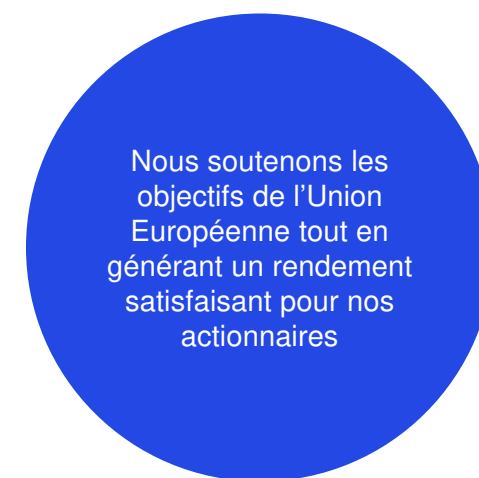 Nous soutenons les
objectifs de l’Union
Européenne tout en
générant un rendement
satisfaisant pour nos
actionnaires